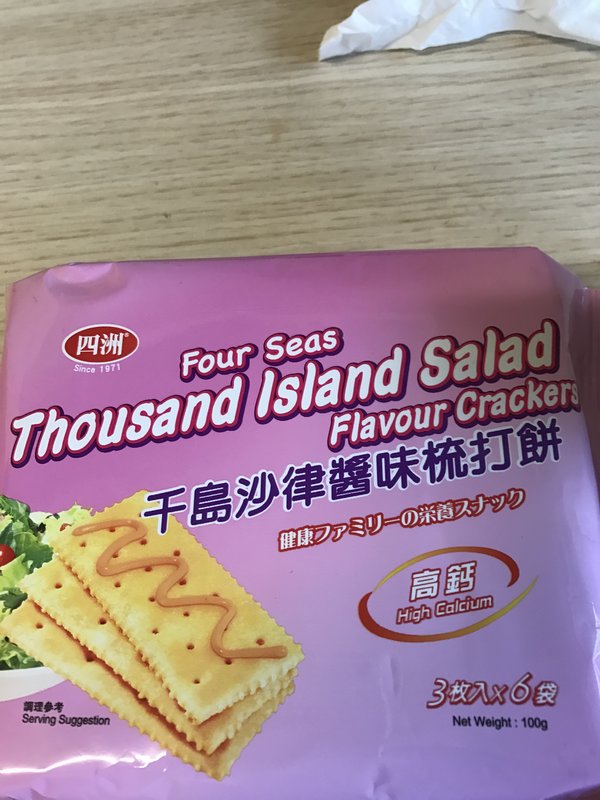 四洲
Since 1971
Four Seas
Thousand Island Salad
Flavour Crackers
千島沙律醬味梳打餅
健康ファミリーの栄養スナック
高鈣
High Calcium
3枚入×6袋
Net Weight : 100g
調理參考
Serving Suggestion